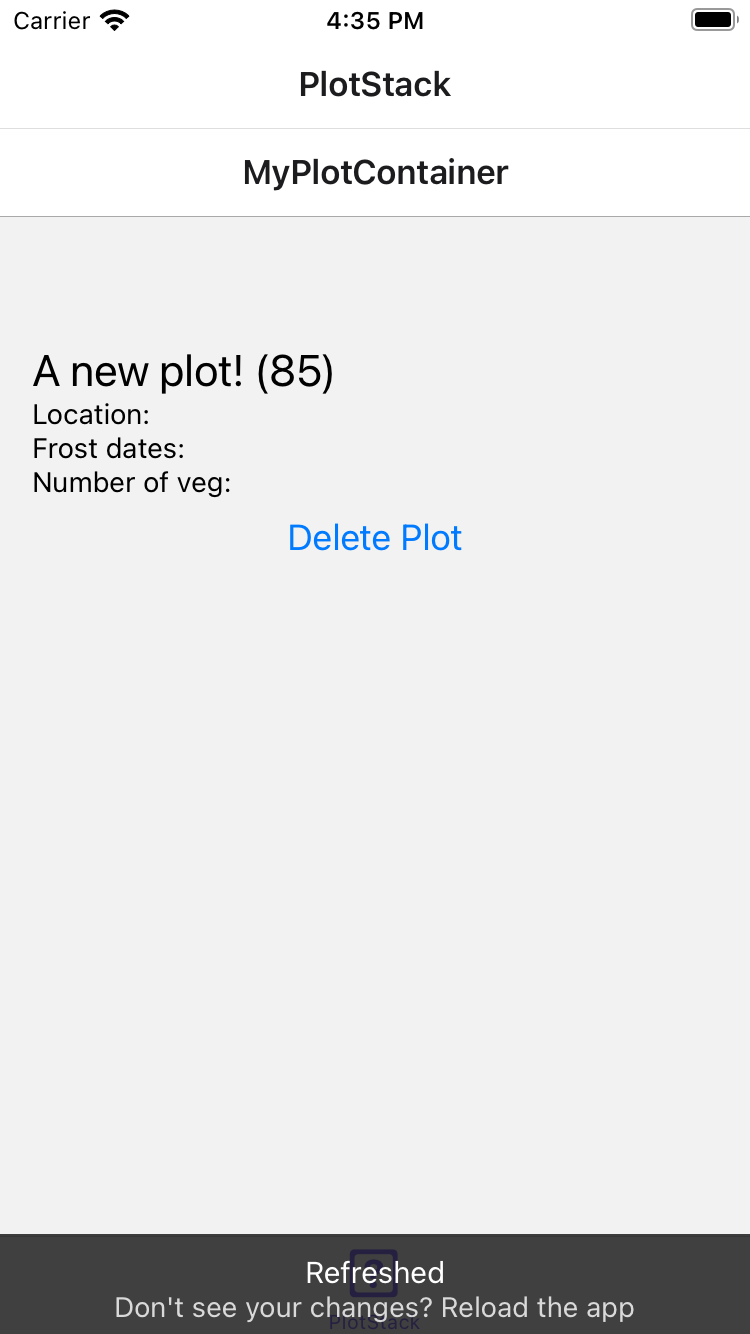 Carrier 4:35 PM
PlotStack
MyPlotContainer
A new plot! (85)
Location:
Frost dates:
Number of veg:
Delete Plot
Refreshed
Don't see your changes? Reload the app
PlotStack